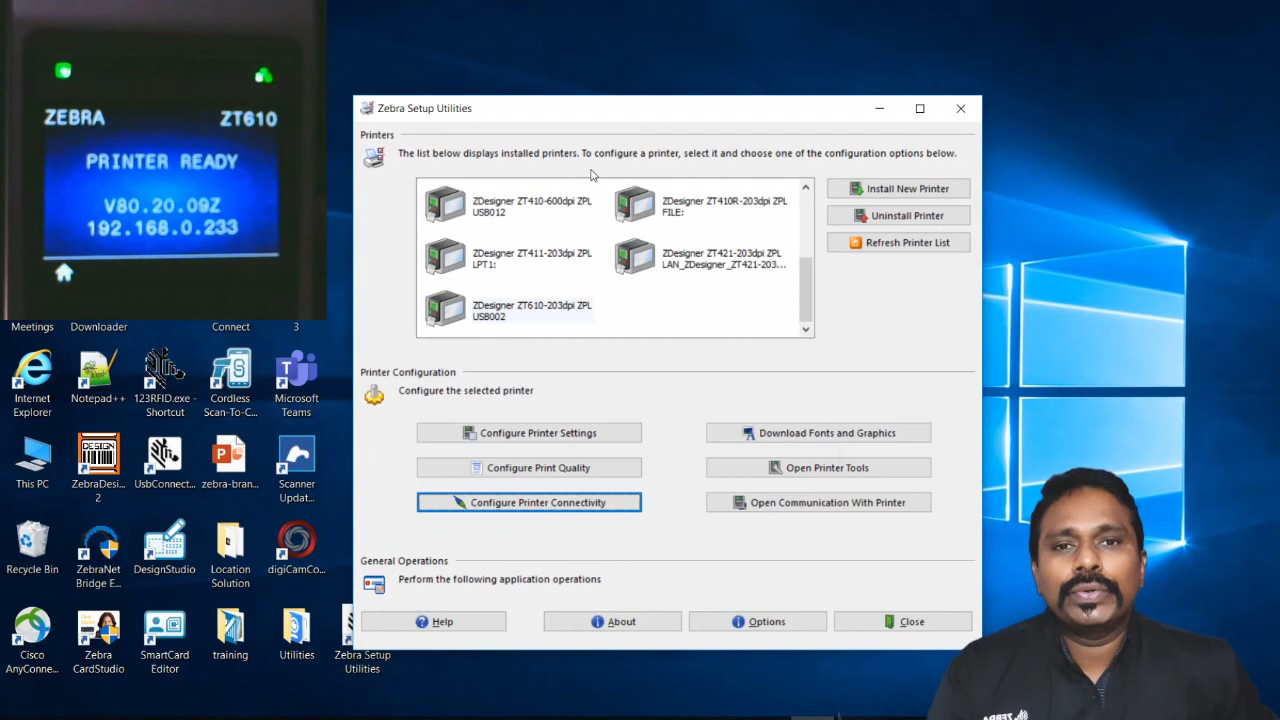 ZEBRA ZT610
PRINTER READY
V80.20.09Z
192.168.0.233
Meetings
Downloader
Connect
3
Internet
Explorer
Notepad++
123RFID.exe -
Shortcut
Cordless
Scan-To-C...
Microsoft
Teams
This PC
DESIGN
ZebraDesi...
2
UsbConnect...
zebra-bran...
Scanner
Updat...
Recycle Bin
ZebraNet
Bridge E...
DesignStudio
Location
Solution
digiCamCo...
Cisco
AnyConne...
Zebra
CardStudio
SmartCard
Editor
training
Utilities
Zebra Setup
Utilities
Zebra Setup Utilities
Printers
The list below displays installed printers. To configure a printer, select it and choose one of the configuration options below.
ZDesigner ZT410-600dpi ZPL
USB012
ZDesigner ZT410R-203dpi ZPL
FILE:
ZDesigner ZT411-203dpi ZPL
LPT1:
ZDesigner ZT421-203dpi ZPL
LAN_ZDesigner_ZT421-203...
ZDesigner ZT610-203dpi ZPL
USB002
Install New Printer
Uninstall Printer
Refresh Printer List
Printer Configuration
Configure the selected printer
Configure Printer Settings
Download Fonts and Graphics
Configure Print Quality
Open Printer Tools
Configure Printer Connectivity
Open Communication With Printer
General Operations
Perform the following application operations
Help
About
Options
Close
ZEBRA